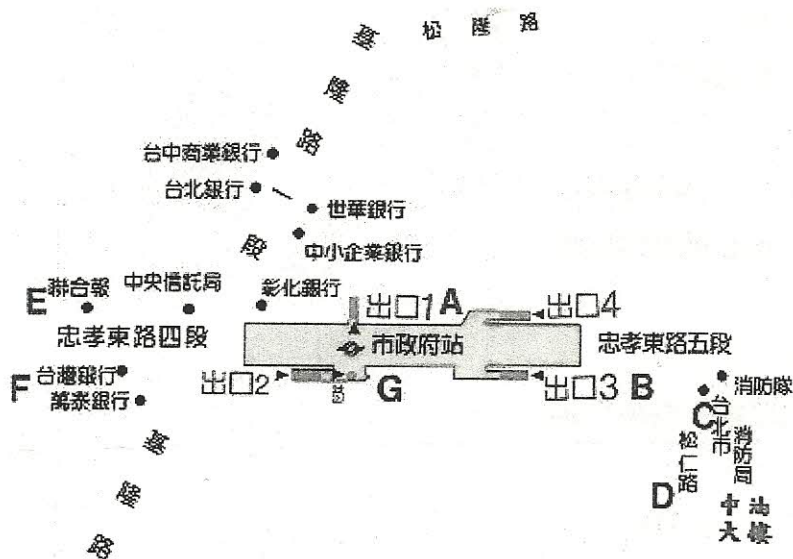 基隆路一段
松隆路
台中商業銀行
台北銀行
世華銀行
中小企業銀行
E
聯合報
中央信託局
彰化銀行
出口1
A
出口4
忠孝東路四段
市政府站
忠孝東路五段
F
台灣銀行
萬泰銀行
出口2
G
出口3
B
消防隊
C
台北市
消防局
松仁路
D
中油
大樓
基隆路